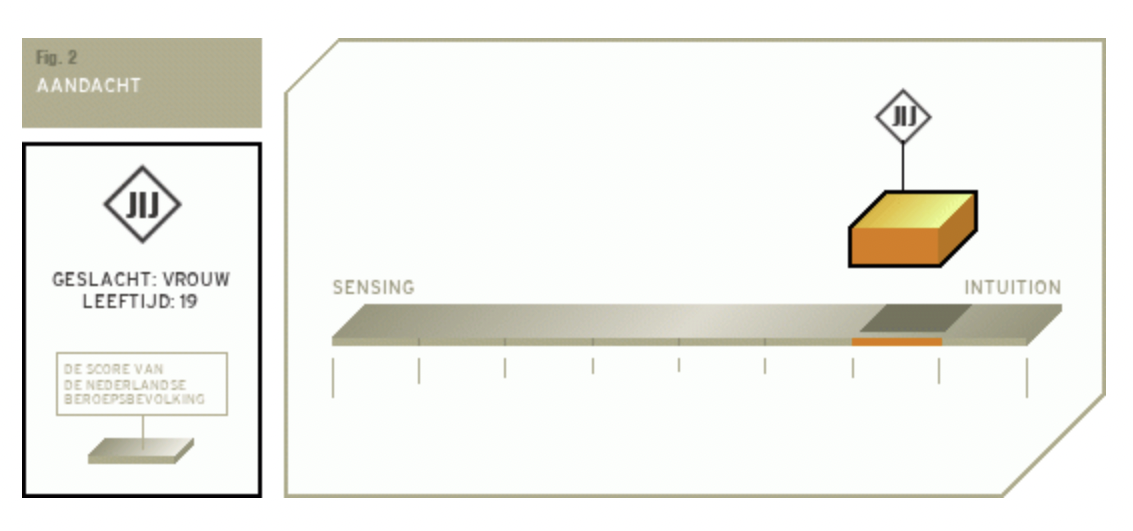 Fig. 2
AANDACHT
JIJ
GESLACHT: VROUW
LEEFTIJD: 19
DE SCORE VAN
DE NEDERLANDSE
BEROEPSBEVOLKING
JIJ
SENSING
INTUITION